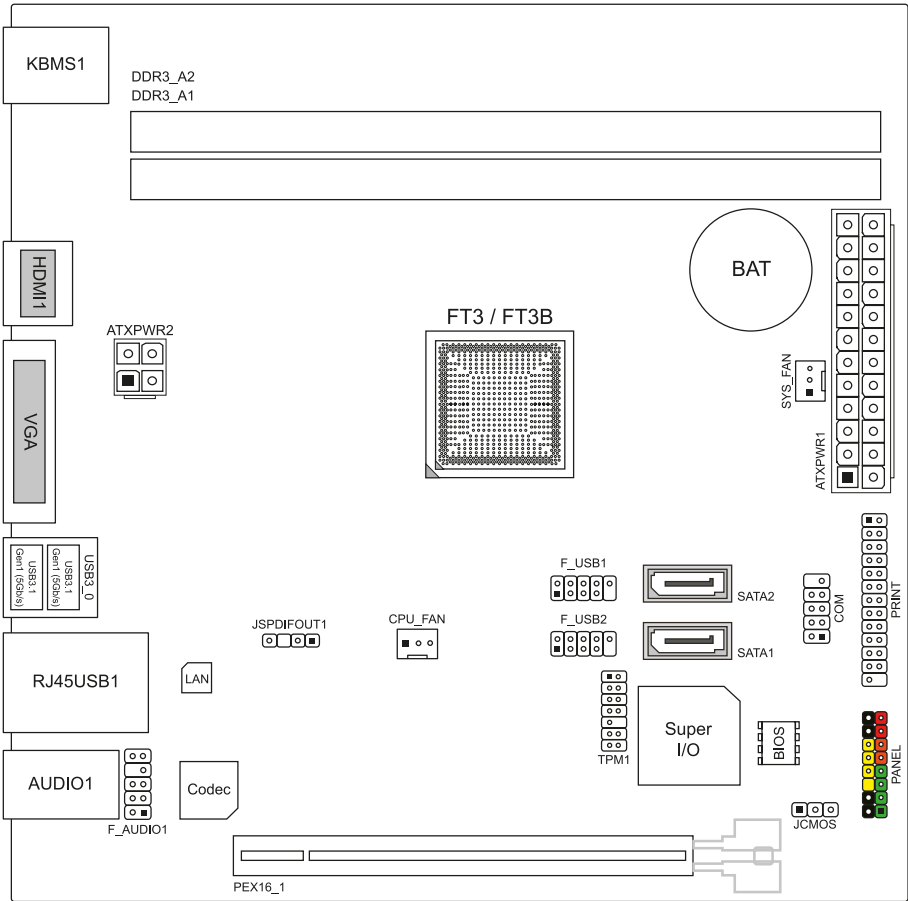 KBMS1
DDR3_A2
DDR3_A1
HDMI1
BAT
ATXPWR2
FT3 / FT3B
SYS_FAN
VGA
ATXPWR1
USB3_0
USB3.1
Gen1 (5Gb/s)
USB3.1
Gen1 (5Gb/s)
F_USB1
SATA2
COM
PRINT
JSPDIFOUT1
CPU_FAN
F_USB2
SATA1
RJ45USB1
LAN
Super
I/O
BIOS
TPM1
PANEL
AUDIO1
Codec
F_AUDIO1
JCMOS
PEX16_1